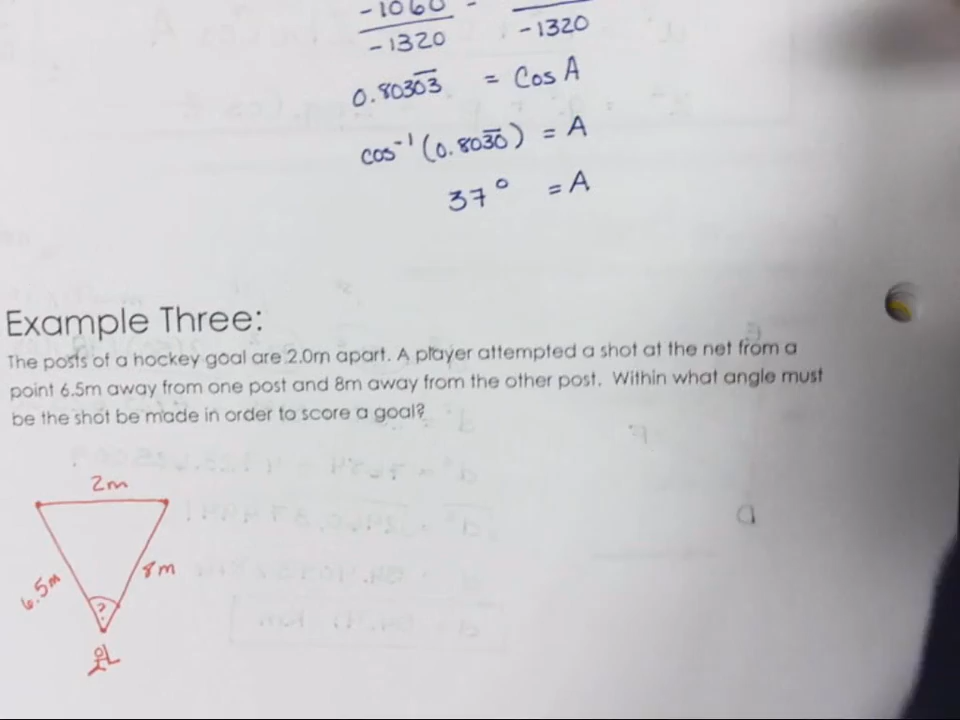 -1060 -
-1320 -1320
0.80303 = Cos A
cos⁻¹(0.8030) = A
37° = A
Example Three:
The posts of a hockey goal are 2.0m apart. A player attempted a shot at the net from a
point 6.5m away from one post and 8m away from the other post. Within what angle must
be the shot be made in order to score a goal?
2m
6.5m 8m
?